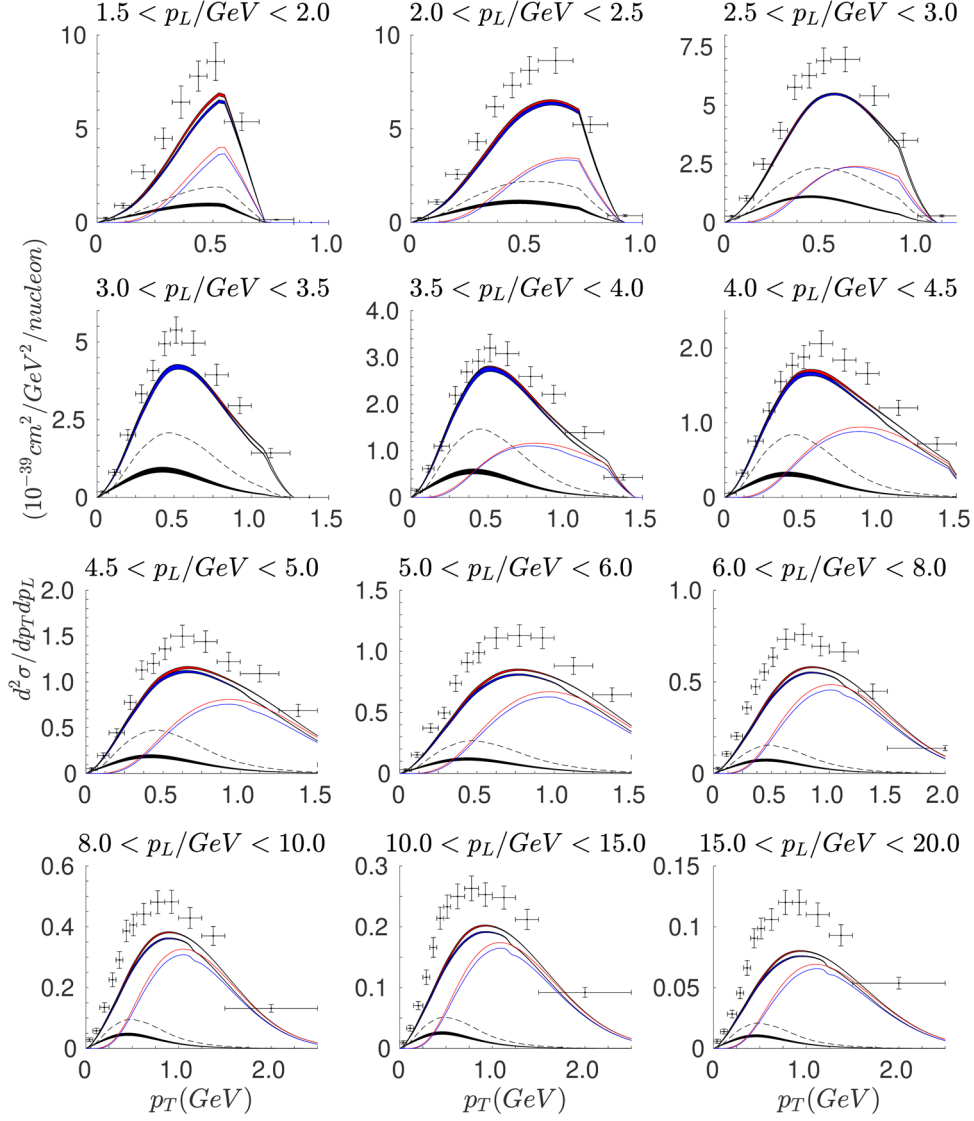 1.5 < p_L/GeV < 2.0
2.0 < p_L/GeV < 2.5
2.5 < p_L/GeV < 3.0
10
5
0
0 0.5 1.0
10
5
0
0 0.5 1.0
7.5
5
2.5
0
0 0.5 1.0
3.0 < p_L/GeV < 3.5
3.5 < p_L/GeV < 4.0
4.0 < p_L/GeV < 4.5
5
2.5
0
0 0.5 1.0 1.5
4.0
3.0
2.0
1.0
0
0 0.5 1.0 1.5
2.0
1.0
0
0 0.5 1.0 1.5
d^2σ/dp_Tdp_L (10^{-39}cm^2/GeV^2/nucleon)
4.5 < p_L/GeV < 5.0
5.0 < p_L/GeV < 6.0
6.0 < p_L/GeV < 8.0
2.0
1.5
1.0
0.5
0
0 0.5 1.0 1.5
1.5
1.0
0.5
0
0 0.5 1.0 1.5
1.0
0.5
0
0 0.5 1.0 1.5 2.0
8.0 < p_L/GeV < 10.0
10.0 < p_L/GeV < 15.0
15.0 < p_L/GeV < 20.0
0.6
0.4
0.2
0
0 1.0 2.0
0.3
0.2
0.1
0
0 1.0 2.0
0.15
0.1
0.05
0
0 1.0 2.0
p_T(GeV)
p_T(GeV)
p_T(GeV)